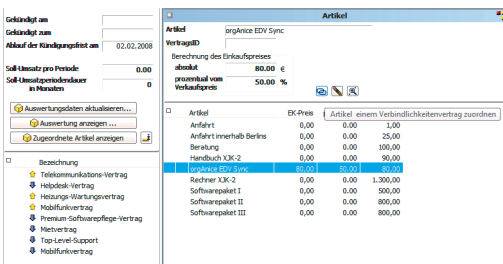 Gekündigt am
Gekündigt zum
Ablauf der Kündigungsfrist am 02.02.2008
Soll-Umsatz pro Periode 0.00
Soll-Umsatzperiodendauer in Monaten 0
Auswertungsdaten aktualisieren...
Auswertung anzeigen ...
Zugeordnete Artikel anzeigen
Bezeichnung
Telekommunikations-Vertrag
Helpdesk-Vertrag
Heizungs-Wartungsvertrag
Mobilfunkvertrag
Premium-Softwarepflege-Vertrag
Mietvertrag
Top-Level-Support
Mobilfunkvertrag
Artikel
Artikel orgAnice EDV Sync
VertragsID
Berechnung des Einkaufspreises
absolut 80.00 €
prozentual vom Verkaufspreis 50.00 %
Artikel EK-Preis
Artikel einem Verbindlichkeitenvertrag zuordnen
Anfahrt 0,00 0.00 1,00
Anfahrt innerhalb Berlins 0,00 0.00 25,00
Beratung 0,00 0.00 100,00
Handbuch XJK-2 0,00 0.00 90,00
orgAnice EDV Sync 80,00 50.00 80,00
Rechner XJK-2 0,00 0.00 1.300,00
Softwarepaket I 0,00 0.00 500,00
Softwarepaket II 0,00 0.00 800,00
Softwarepaket III 0,00 0.00 800,00